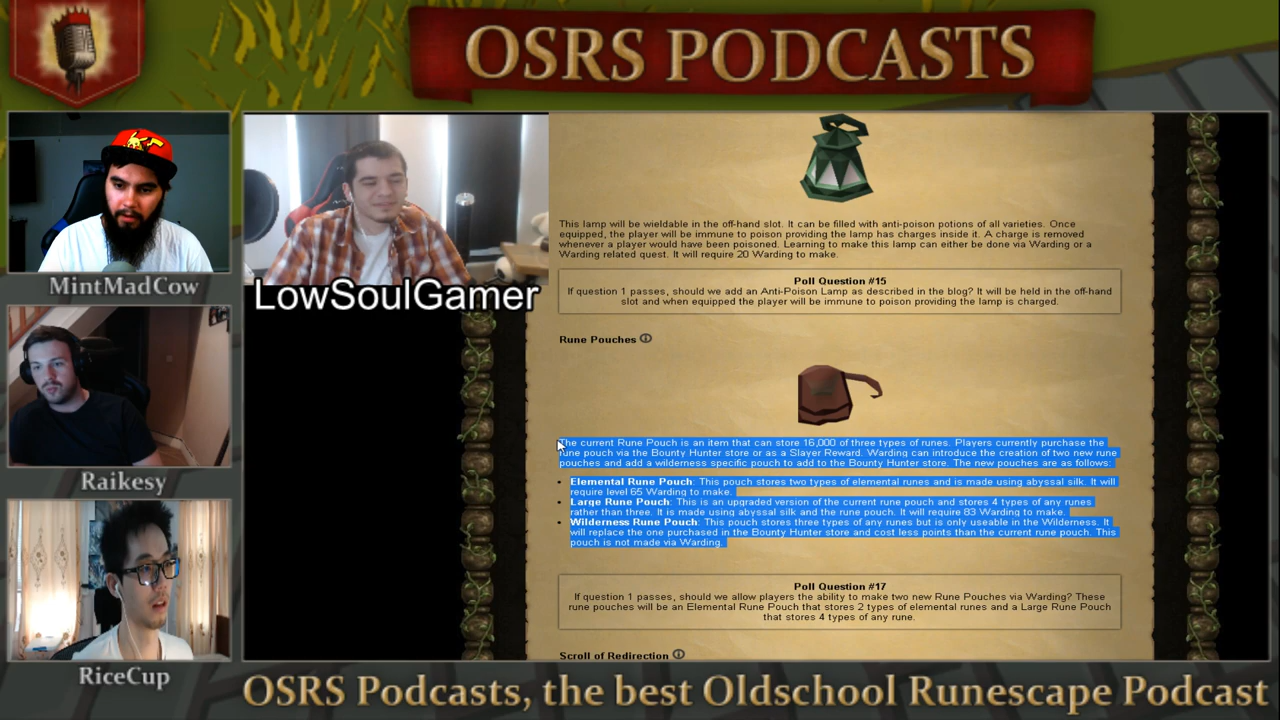 OSRS PODCASTS
MintMadCow
LowSoulGamer
Raikesy
RiceCup
This lamp will be wieldable in the off-hand slot. It can be filled with anti-poison potions of all varieties. Once
equipped, the player will be immune to poison providing the lamp has charges inside it. A charge is removed
whenever a player would have been poisoned. Learning to make this lamp can either be done via Warding or a
Warding related quest. It will require 20 Warding to make.
Poll Question #15
If question 1 passes, should we add an Anti-Poison Lamp as described in the blog? It will be held in the off-hand
slot and when equipped the player will be immune to poison providing the lamp is charged.
Rune Pouches
The current Rune Pouch is an item that can store 16,000 of three types of runes. Players currently purchase the
rune pouch via the Bounty Hunter store or as a Slayer Reward. Warding can introduce the creation of two new rune
pouches and add a wilderness specific pouch to add to the Bounty Hunter store. The new pouches are as follows:
• Elemental Rune Pouch: This pouch stores two types of elemental runes and is made using abyssal silk. It will
require level 65 Warding to make.
• Large Rune Pouch: This is an upgraded version of the current rune pouch and stores 4 types of any runes
rather than three. It is made using abyssal silk and the rune pouch. It will require 83 Warding to make.
• Wilderness Rune Pouch: This pouch stores three types of any runes but is only useable in the Wilderness. It
will replace the one purchased in the Bounty Hunter store and cost less points than the current rune pouch. This
pouch is not made via Warding.
Poll Question #17
If question 1 passes, should we allow players the ability to make two new Rune Pouches via Warding? These
rune pouches will be an Elemental Rune Pouch that stores 2 types of elemental runes and a Large Rune Pouch
that stores 4 types of any rune.
Scroll of Redirection
OSRS Podcasts, the best Oldschool Runescape Podcast